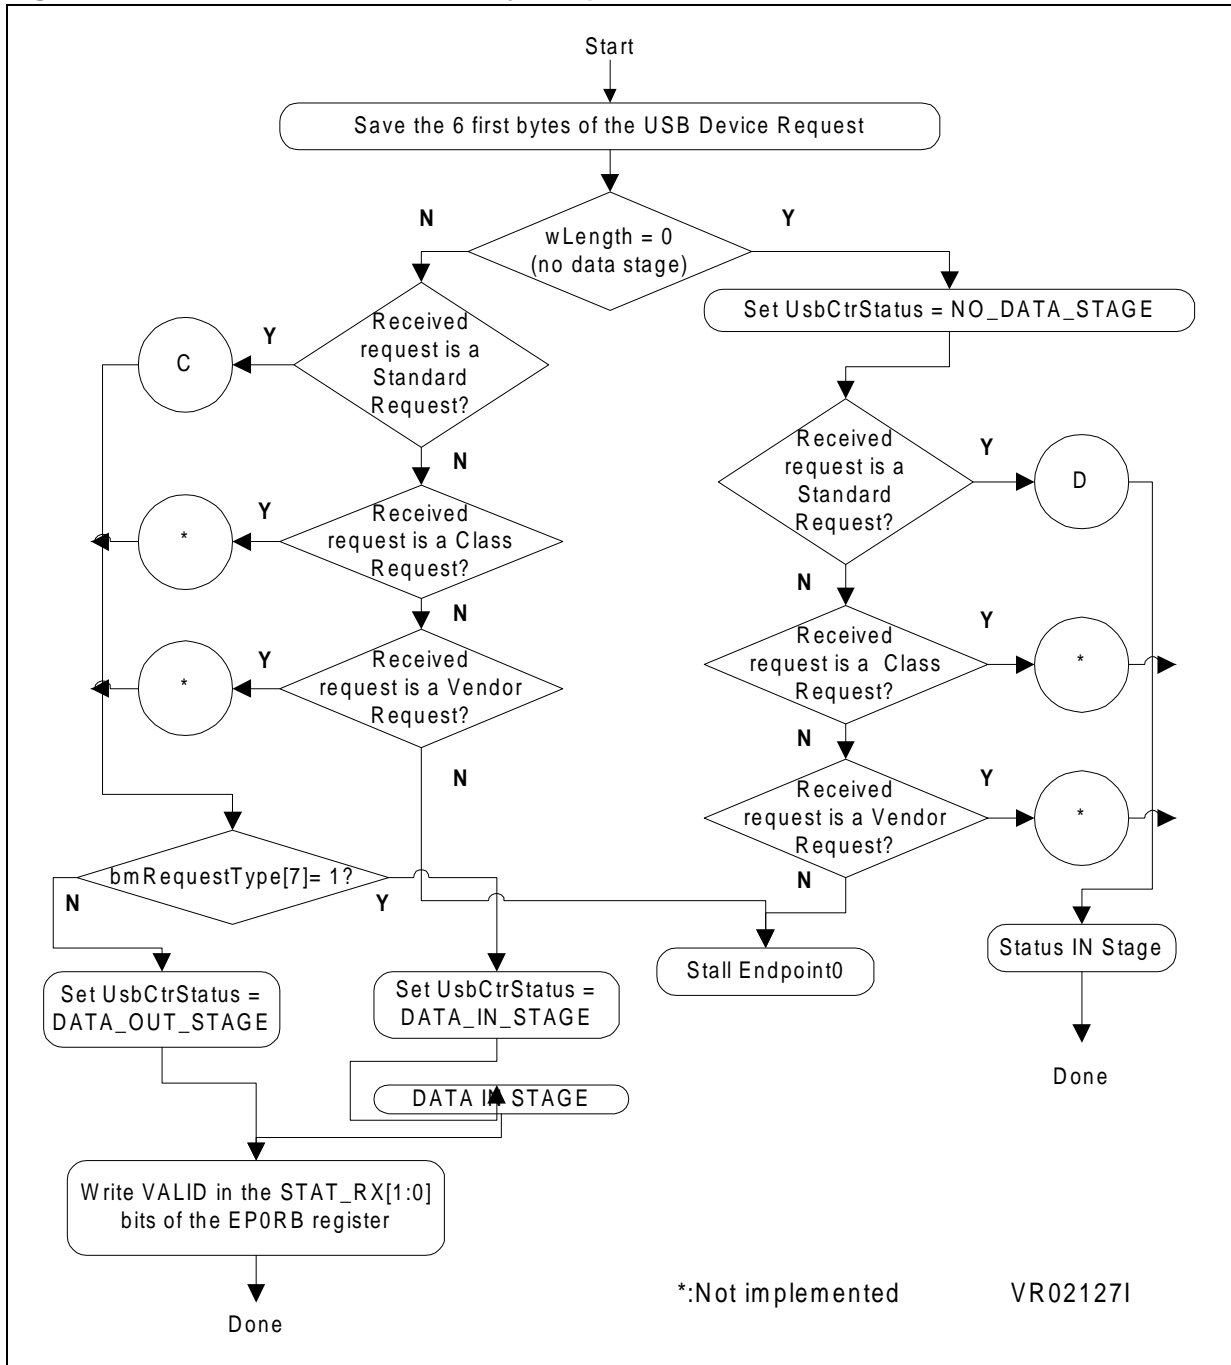 Start
Save the 6 first bytes of the USB Device Request
N
Y
wLength = 0
(no data stage)
Set UsbCtrStatus = NO_DATA_STAGE
Received
request is a
Standard
Request?
Y
C
N
Received
request is a Class
Request?
Y
*
N
Received
request is a Vendor
Request?
Y
*
N
Received
request is a
Standard
Request?
Y
D
N
Received
request is a Class
Request?
Y
*
N
Received
request is a Vendor
Request?
Y
*
N
bmRequestType[7]= 1?
N
Y
Set UsbCtrStatus =
DATA_OUT_STAGE
Set UsbCtrStatus =
DATA_IN_STAGE
Stall Endpoint0
Status IN Stage
Done
DATA IN STAGE
Write VALID in the STAT_RX[1:0]
bits of the EP0RB register
Done
*:Not implemented
VR02127I